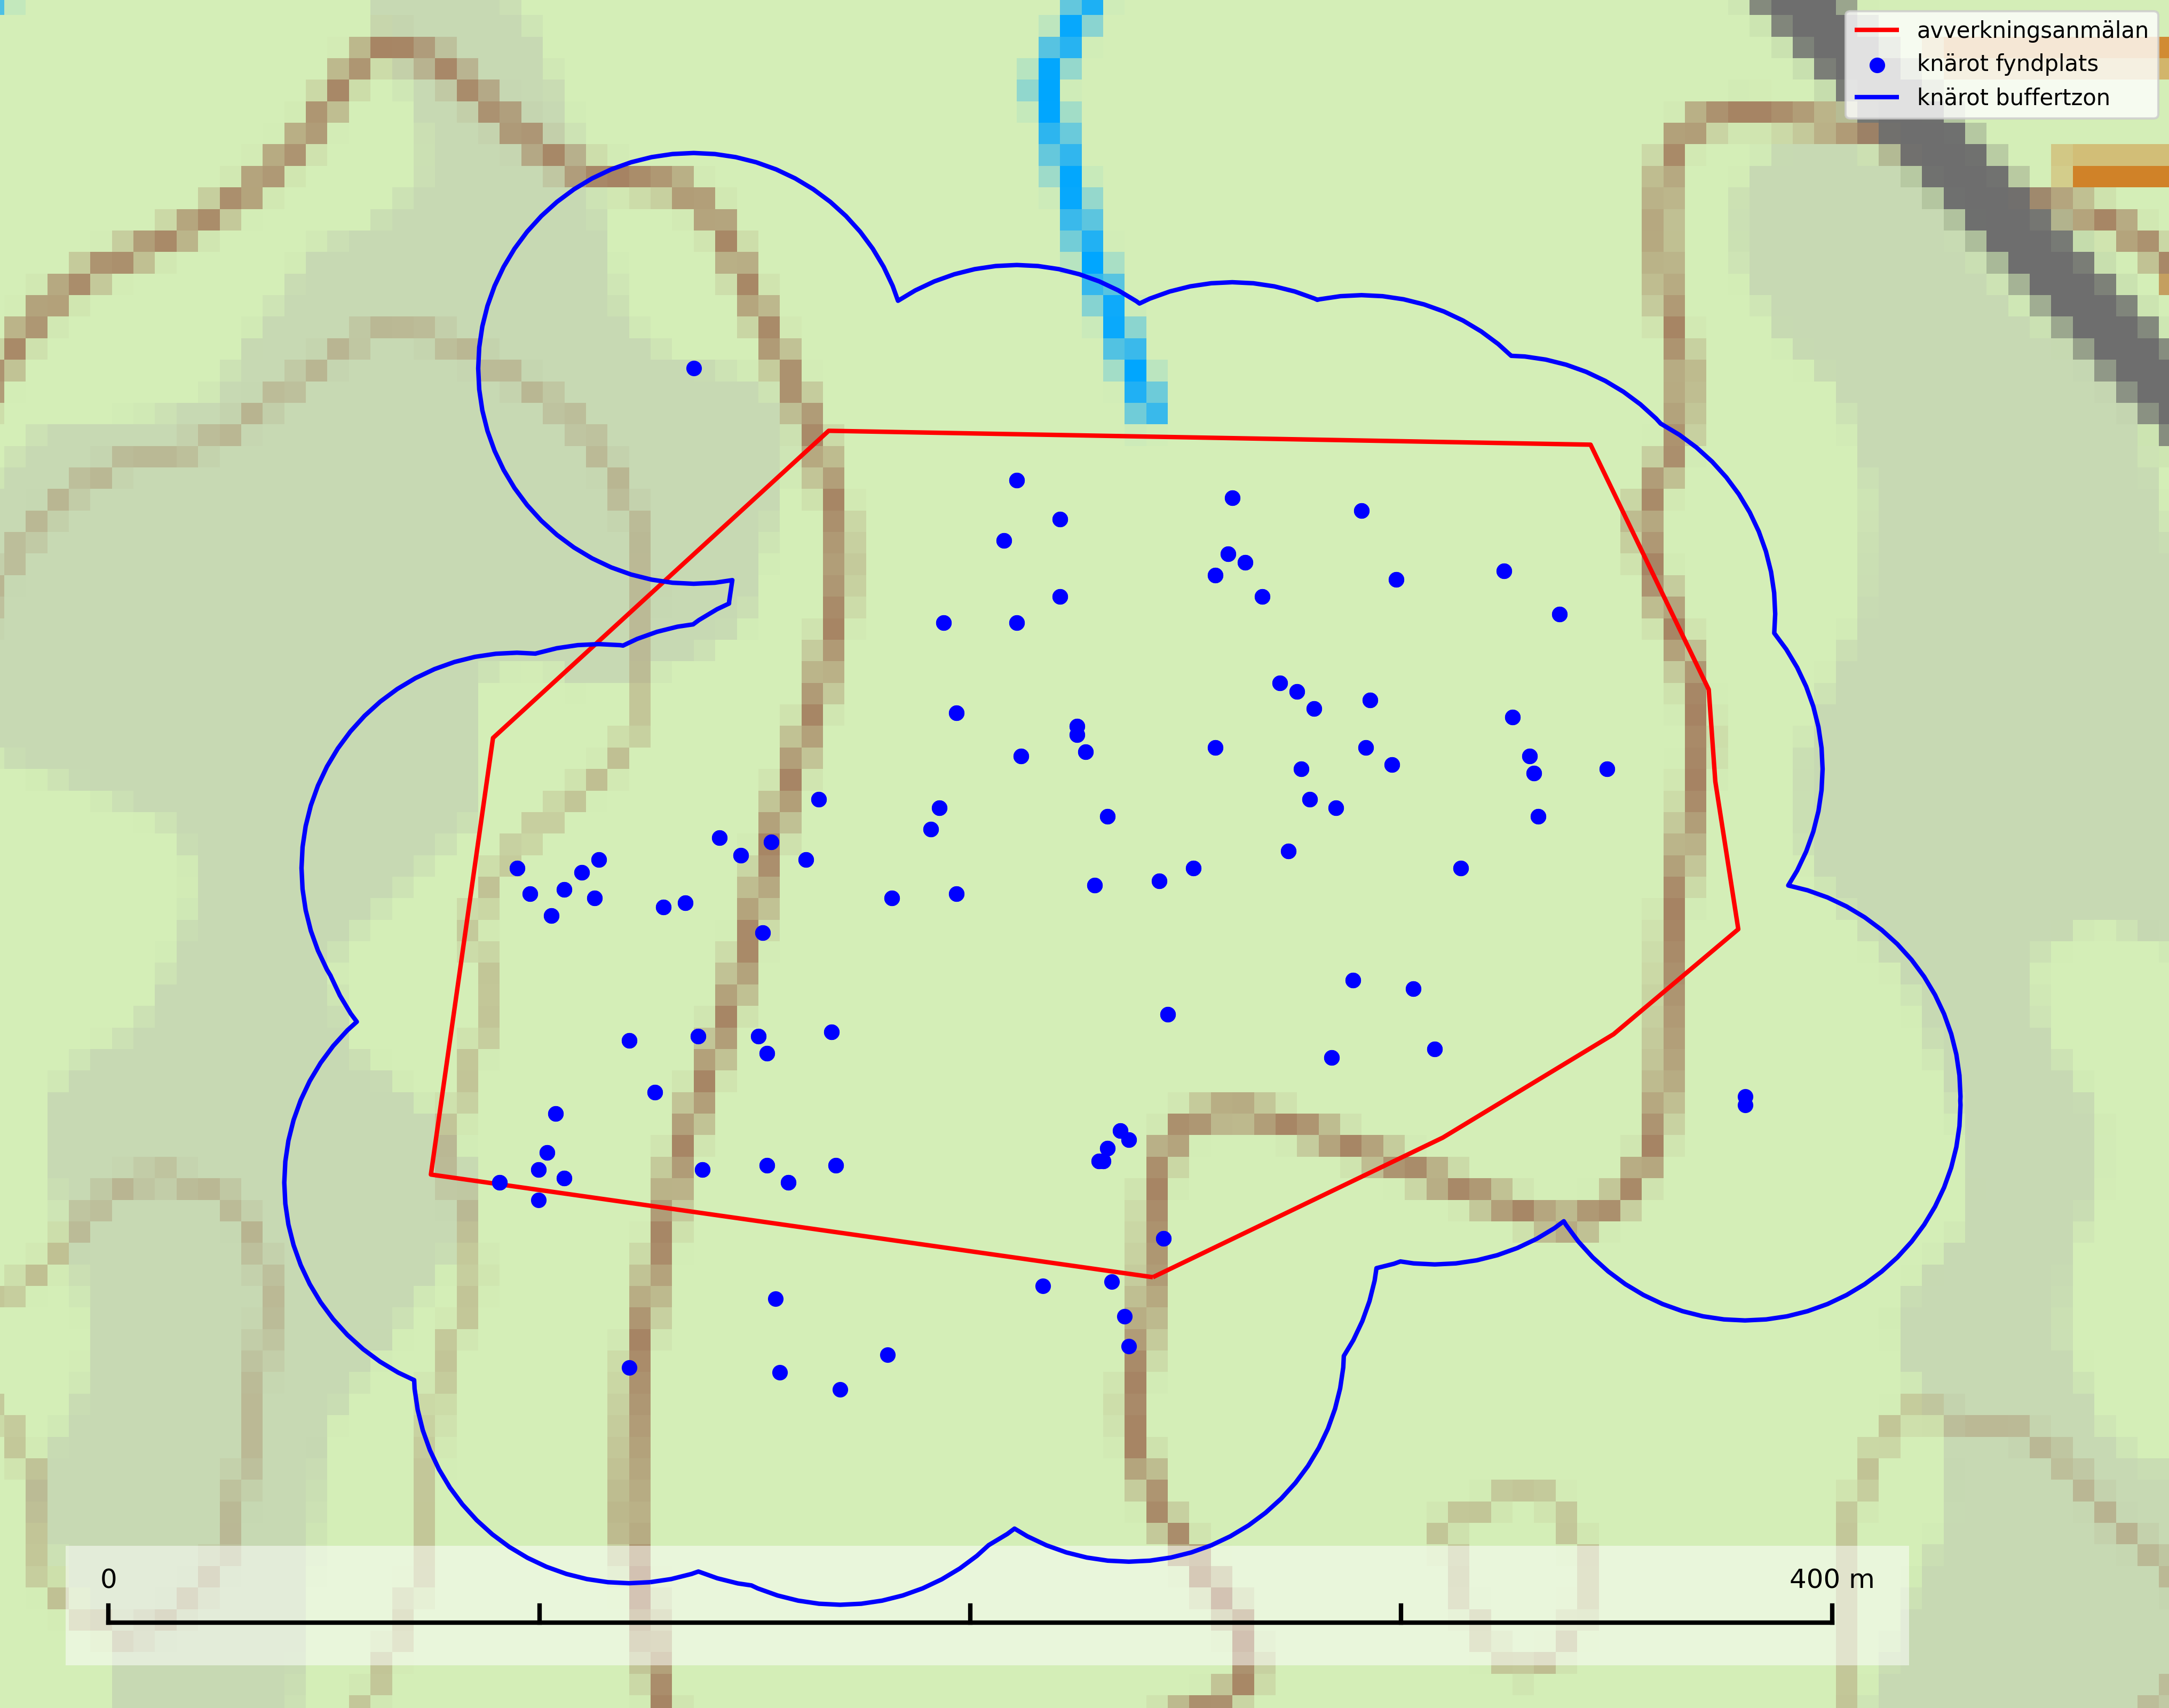 avverkningsanmälan
knärot fyndplats
knärot buffertzon
0
400 m